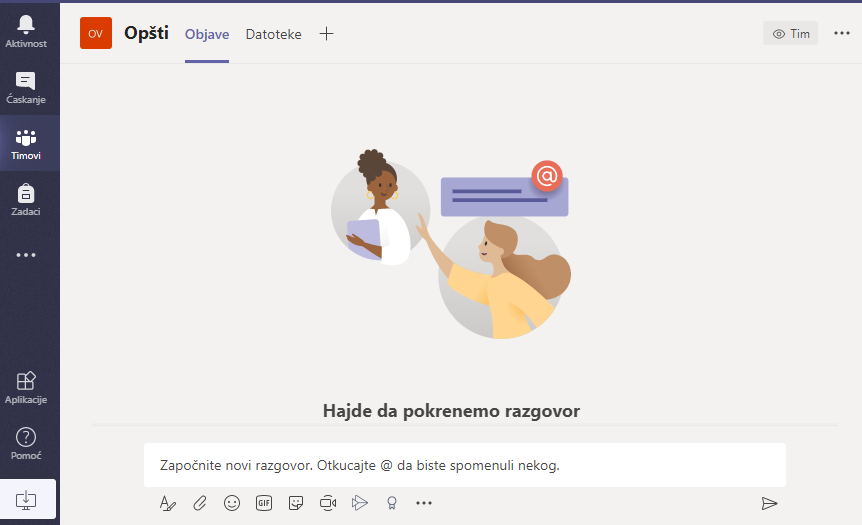 Aktivnost
Ćaskanje
Timovi
Zadaci
Aplikacije
Pomoć
OV Opšti Objave Datoteke Tim
@
Hajde da pokrenemo razgovor
Započnite novi razgovor. Otkucajte @ da biste spomenuli nekog.
GIF